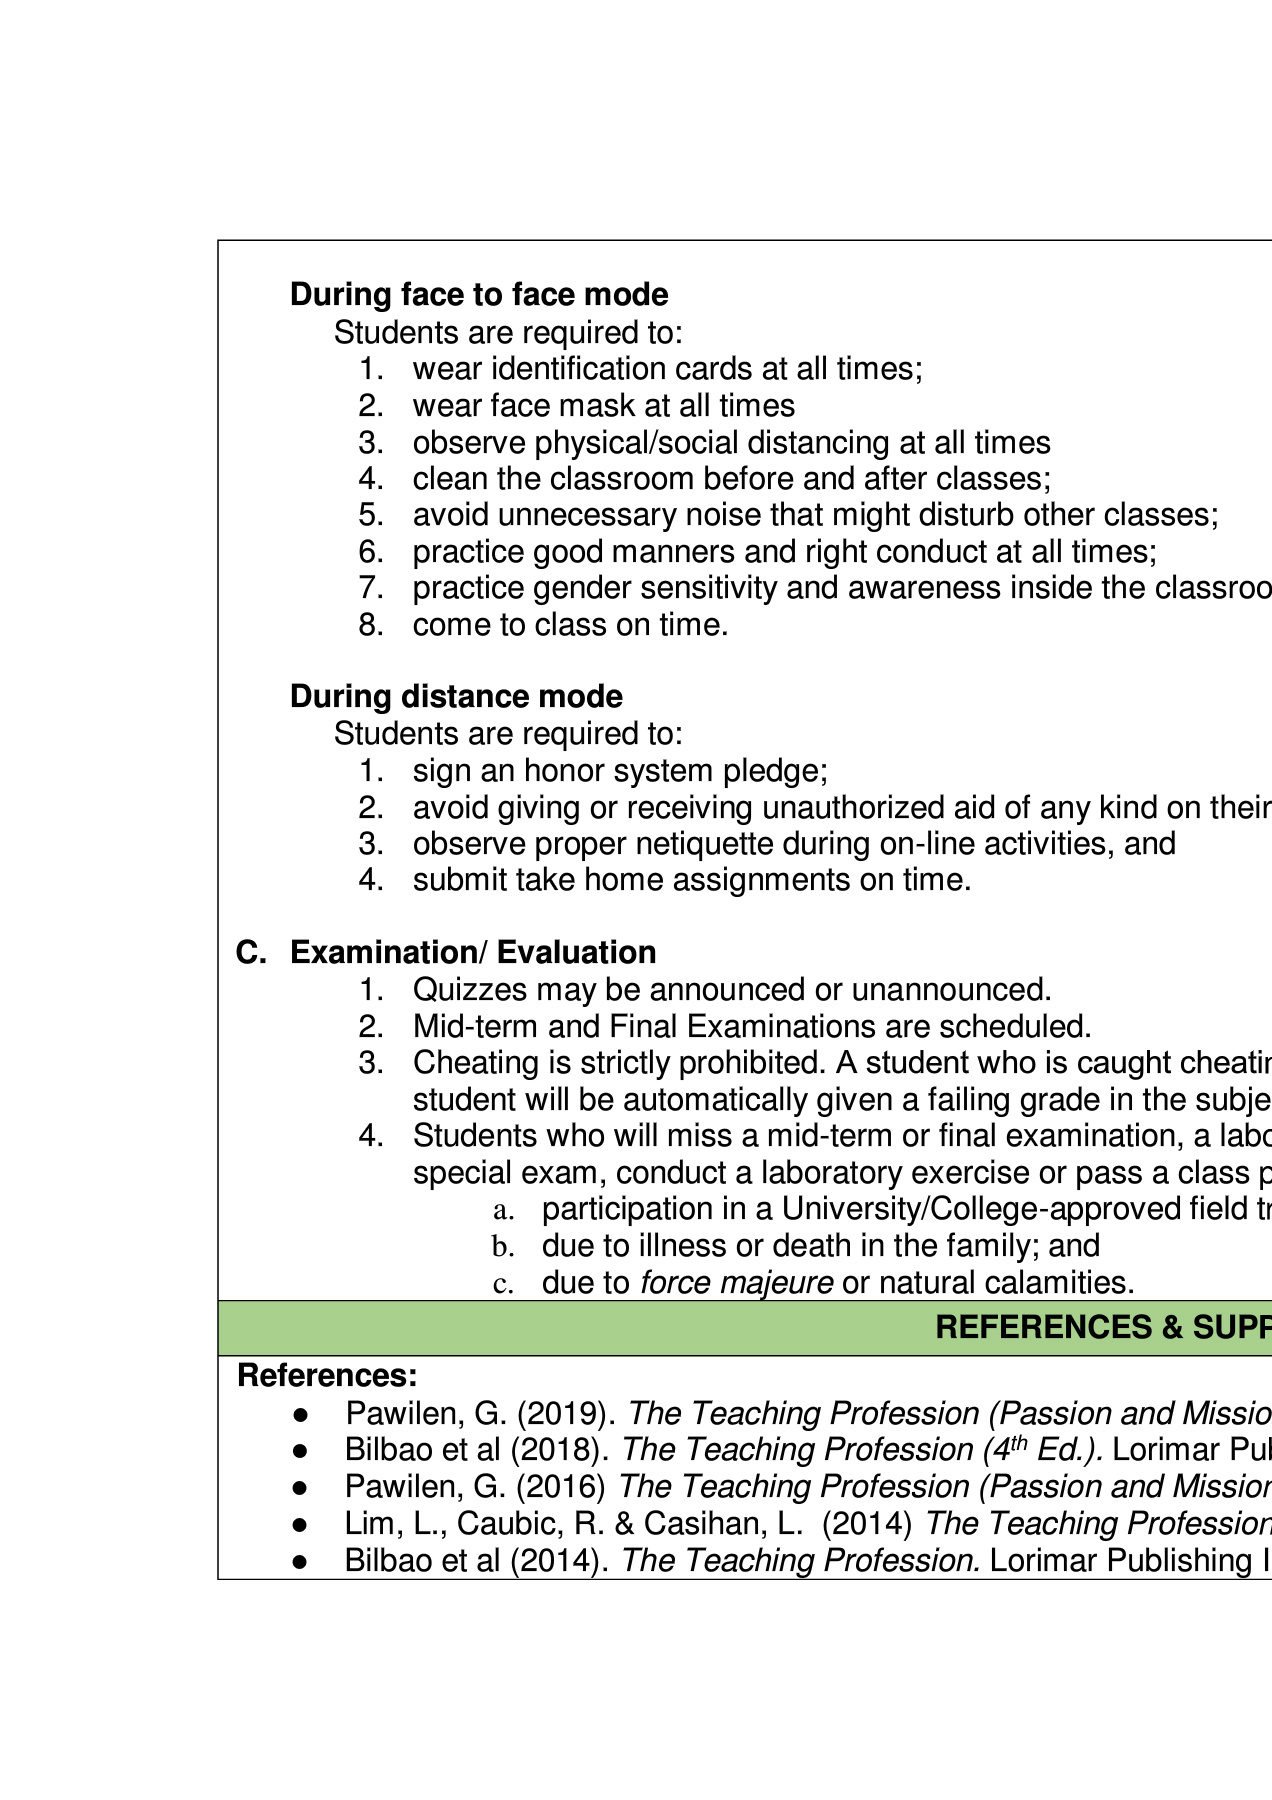 During face to face mode
Students are required to:
1. wear identification cards at all times;
2. wear face mask at all times
3. observe physical/social distancing at all times
4. clean the classroom before and after classes;
5. avoid unnecessary noise that might disturb other classes;
6. practice good manners and right conduct at all times;
7. practice gender sensitivity and awareness inside the classroo
8. come to class on time.
During distance mode
Students are required to:
1. sign an honor system pledge;
2. avoid giving or receiving unauthorized aid of any kind on their
3. observe proper netiquette during on-line activities, and
4. submit take home assignments on time.
C. Examination/ Evaluation
1. Quizzes may be announced or unannounced.
2. Mid-term and Final Examinations are scheduled.
3. Cheating is strictly prohibited. A student who is caught cheatin
student will be automatically given a failing grade in the subje
4. Students who will miss a mid-term or final examination, a labo
special exam, conduct a laboratory exercise or pass a class p
a. participation in a University/College-approved field tr
b. due to illness or death in the family; and
c. due to force majeure or natural calamities.
REFERENCES & SUPP
References:
● Pawilen, G. (2019). The Teaching Profession (Passion and Missio
● Bilbao et al (2018). The Teaching Profession (4th Ed.). Lorimar Pub
● Pawilen, G. (2016) The Teaching Profession (Passion and Mission
● Lim, L., Caubic, R. & Casihan, L. (2014) The Teaching Profession
● Bilbao et al (2014). The Teaching Profession. Lorimar Publishing I